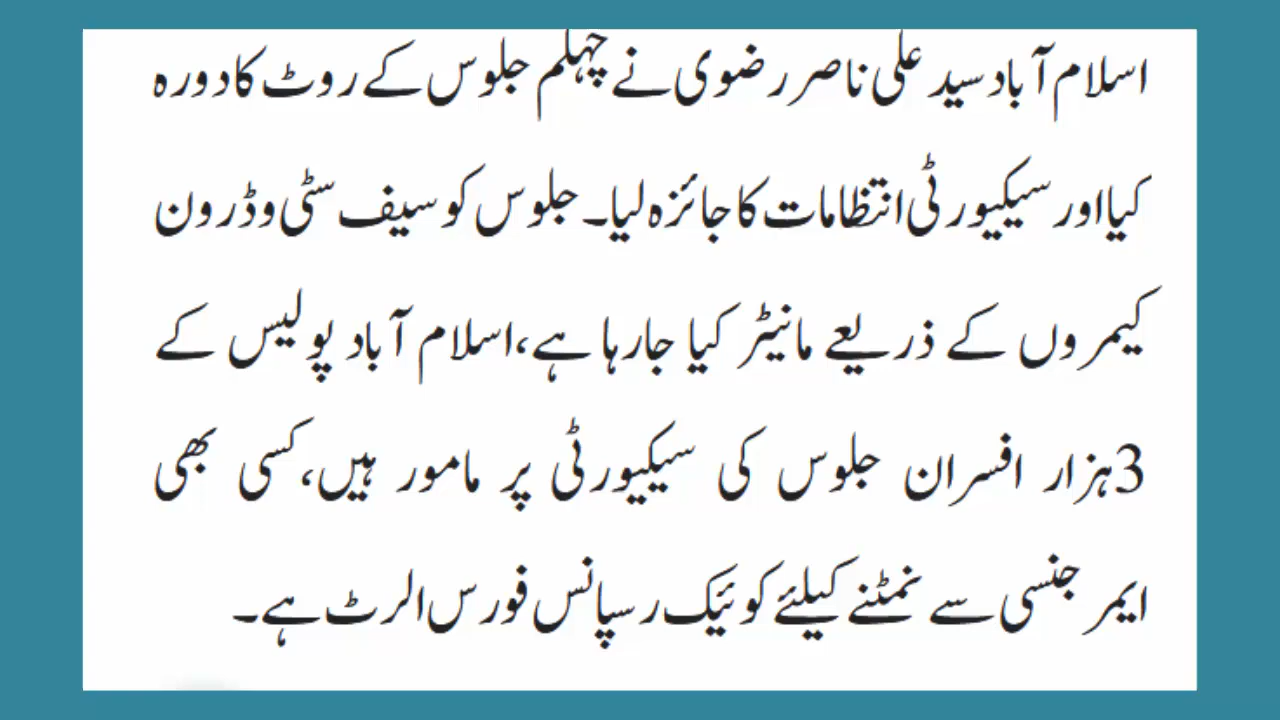 اسلام آباد سید علی ناصر رضوی نے چہلم جلوس کے روٹ کا دورہ
کیا اور سیکیورٹی انتظامات کا جائزہ لیا۔ جلوس کو سیف سٹی و ڈرون
کیمروں کے ذریعے مانیٹر کیا جارہا ہے،اسلام آباد پولیس کے
3ہزار افسران جلوس کی سیکیورٹی پر مامور ہیں،کسی بھی
ایمرجنسی سے نمٹنے کیلئے کوئیک رسپانس فورس الرٹ ہے۔